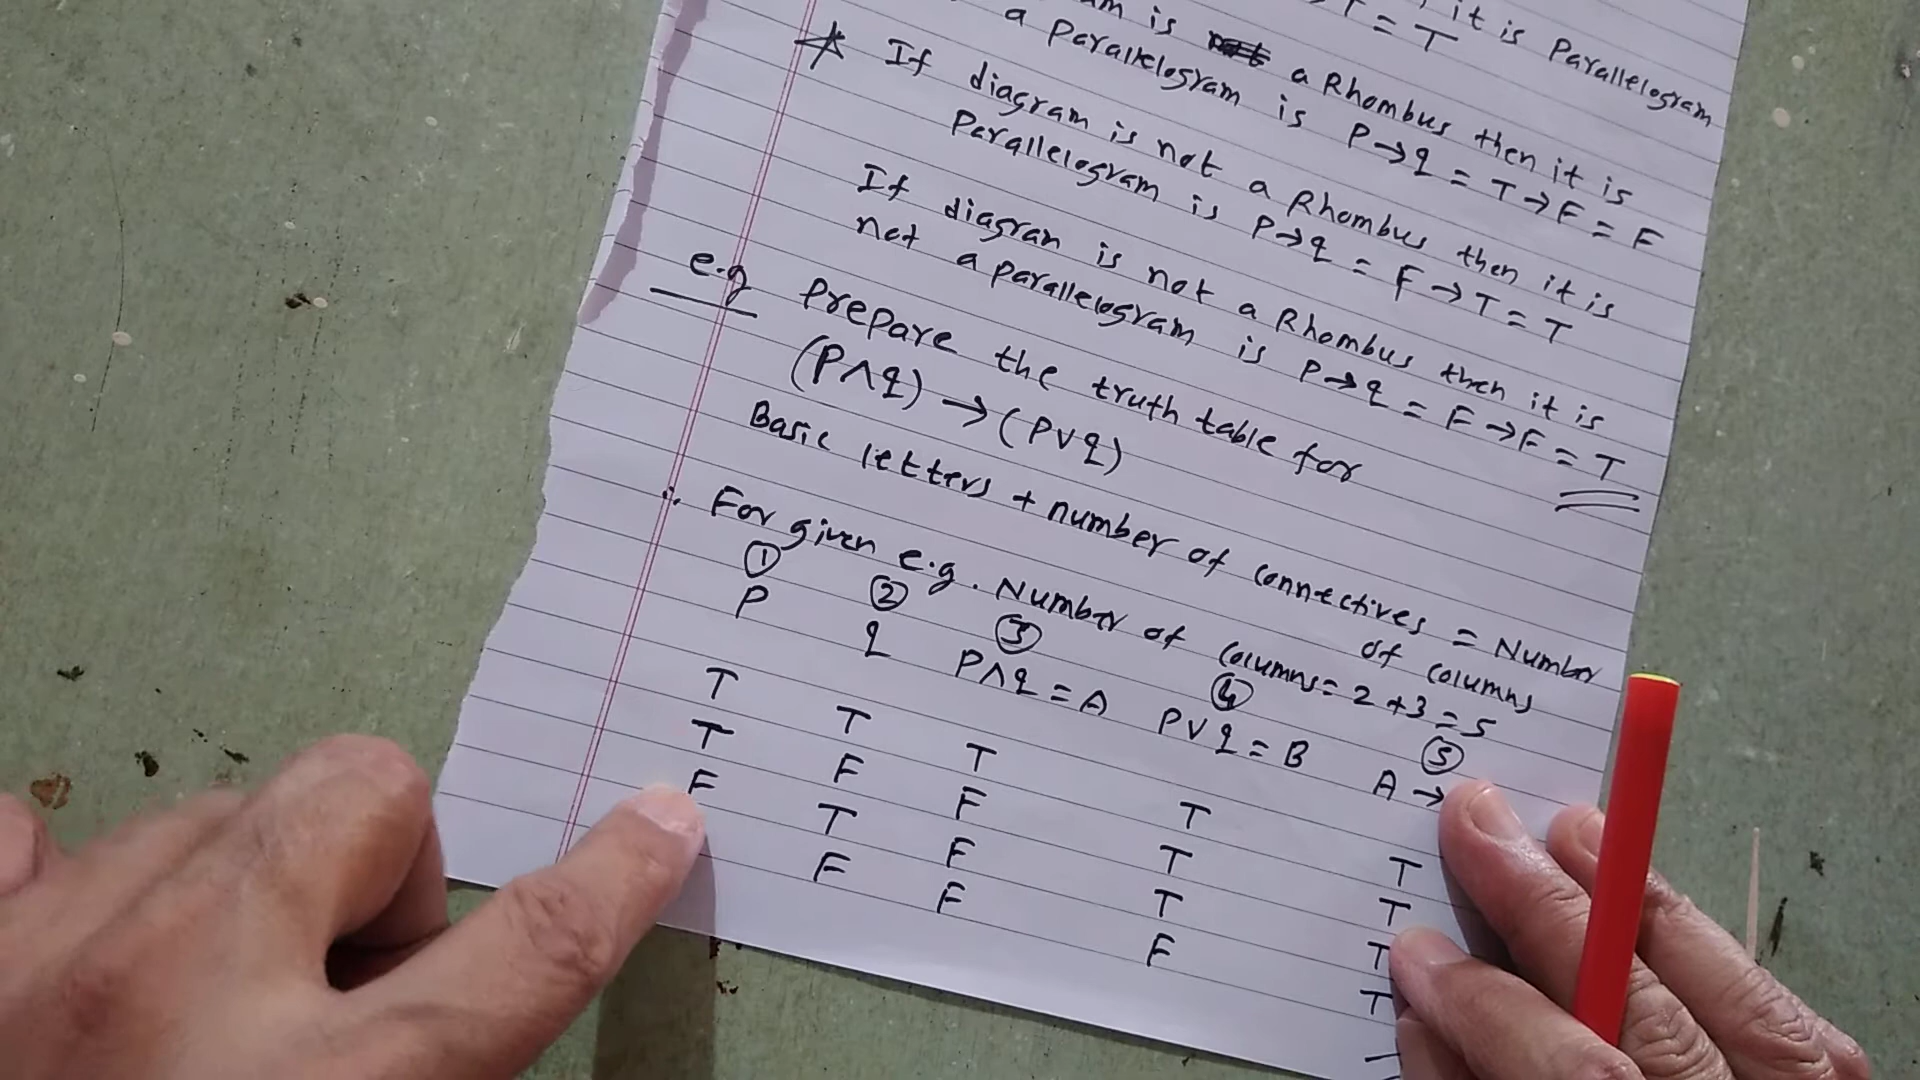 it is Parallelogram
= T
am is a Rhombus then it is
a Parallelogram is P→q = T→F = F
If diagram is not a Rhombus then it is
Parallelogram is P→q = F→T = T
If diagram is not a Rhombus then it is
not a parallelogram is P→q = F→F = T
e.g Prepare the truth table for
(P∧q) → (P∨q)
Basic letters + number of connectives = Number
of columns
∴ For given e.g. Number of columns = 2+3 = 5
① ② ③ ④ ⑤
P q P∧q = A P∨q = B A →
T T T T T
T F F T T
F T F T T
F F F T